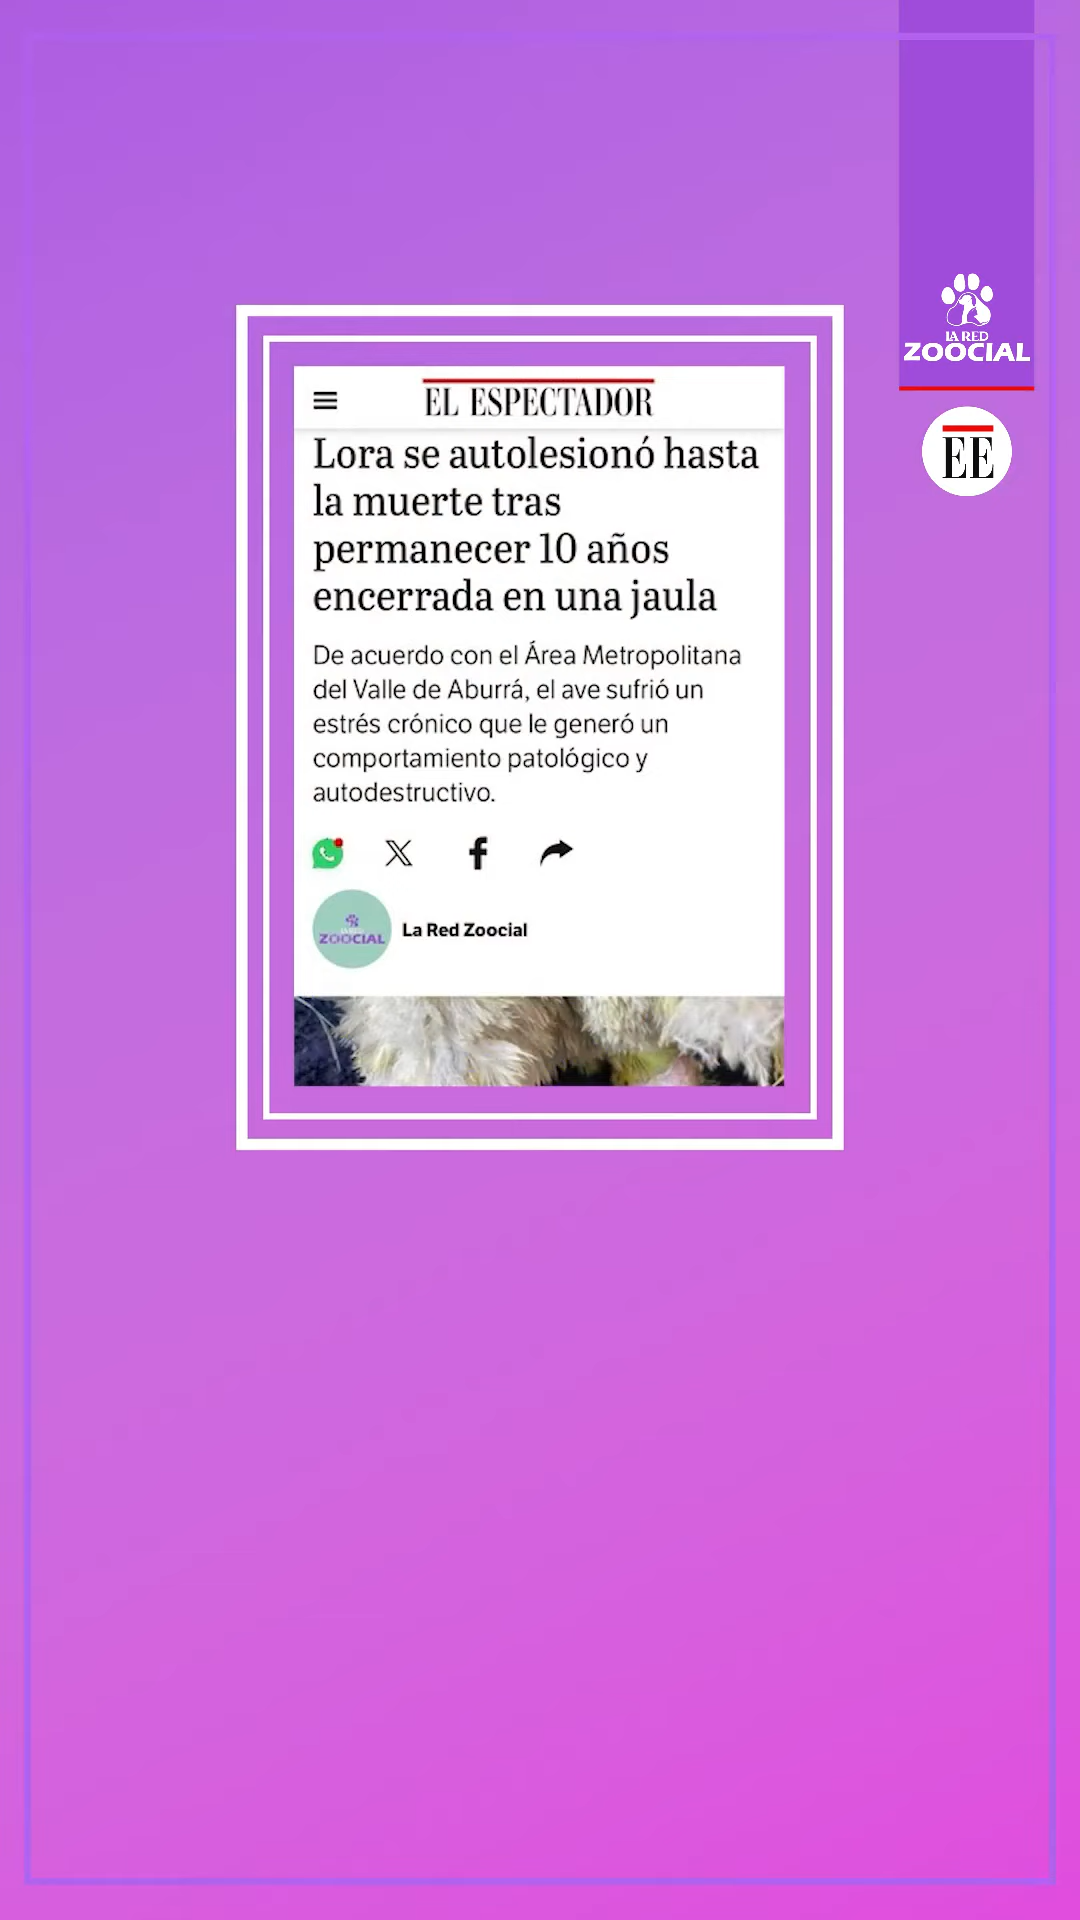 LA RED
ZOOCIAL
EE
EL ESPECTADOR
Lora se autolesionó hasta
la muerte tras
permanecer 10 años
encerrada en una jaula
De acuerdo con el Área Metropolitana
del Valle de Aburrá, el ave sufrió un
estrés crónico que le generó un
comportamiento patológico y
autodestructivo.
ZOOCIAL
La Red Zoocial